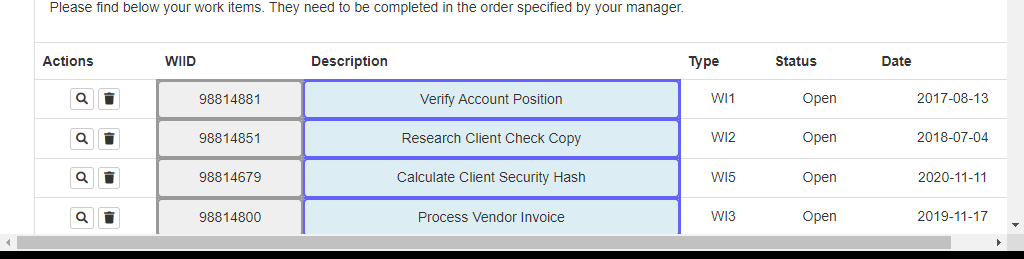 Please find below your work items. They need to be completed in the order specified by your manager.
Actions WIID Description Type Status Date
98814881 Verify Account Position WI1 Open 2017-08-13
98814851 Research Client Check Copy WI2 Open 2018-07-04
98814679 Calculate Client Security Hash WI5 Open 2020-11-11
98814800 Process Vendor Invoice WI3 Open 2019-11-17